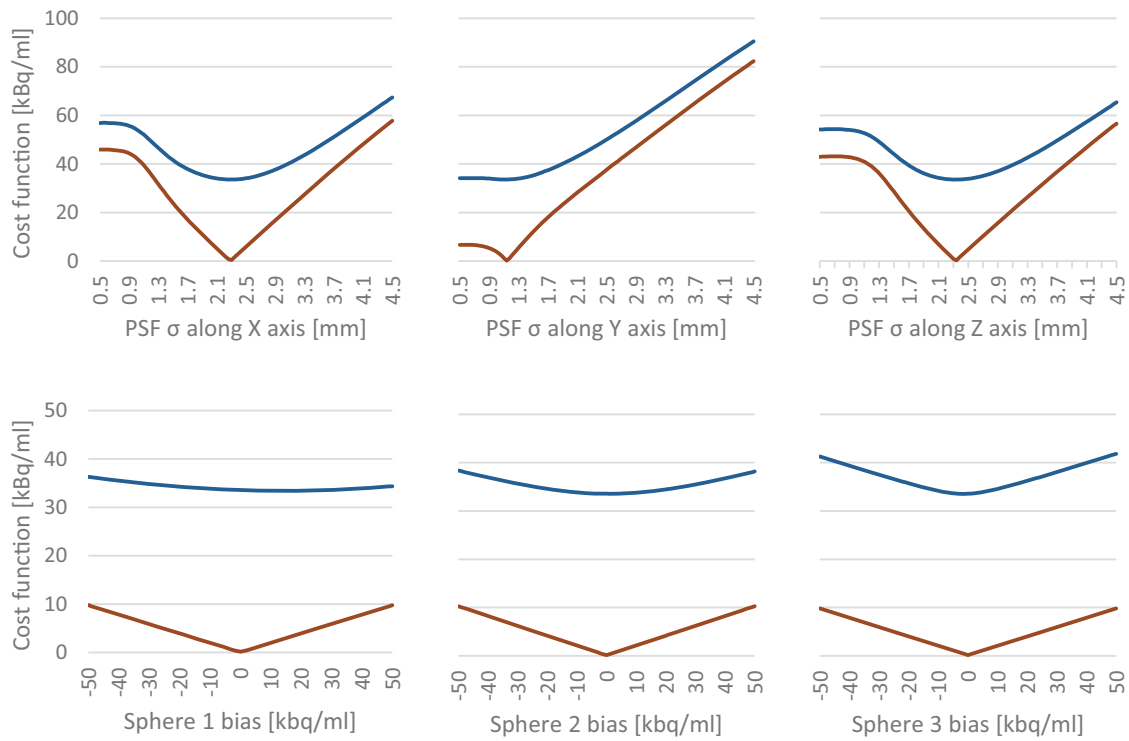 Cost function [kBq/ml]
100
80
60
40
20
0
0.5 0.9 1.3 1.7 2.1 2.5 2.9 3.3 3.7 4.1 4.5
PSF σ along X axis [mm]
0.5 0.9 1.3 1.7 2.1 2.5 2.9 3.3 3.7 4.1 4.5
PSF σ along Y axis [mm]
0.5 0.9 1.3 1.7 2.1 2.5 2.9 3.3 3.7 4.1 4.5
PSF σ along Z axis [mm]
Cost function [kBq/ml]
50
40
30
20
10
0
-50 -40 -30 -20 -10 0 10 20 30 40 50
Sphere 1 bias [kbq/ml]
-50 -40 -30 -20 -10 0 10 20 30 40 50
Sphere 2 bias [kbq/ml]
-50 -40 -30 -20 -10 0 10 20 30 40 50
Sphere 3 bias [kbq/ml]